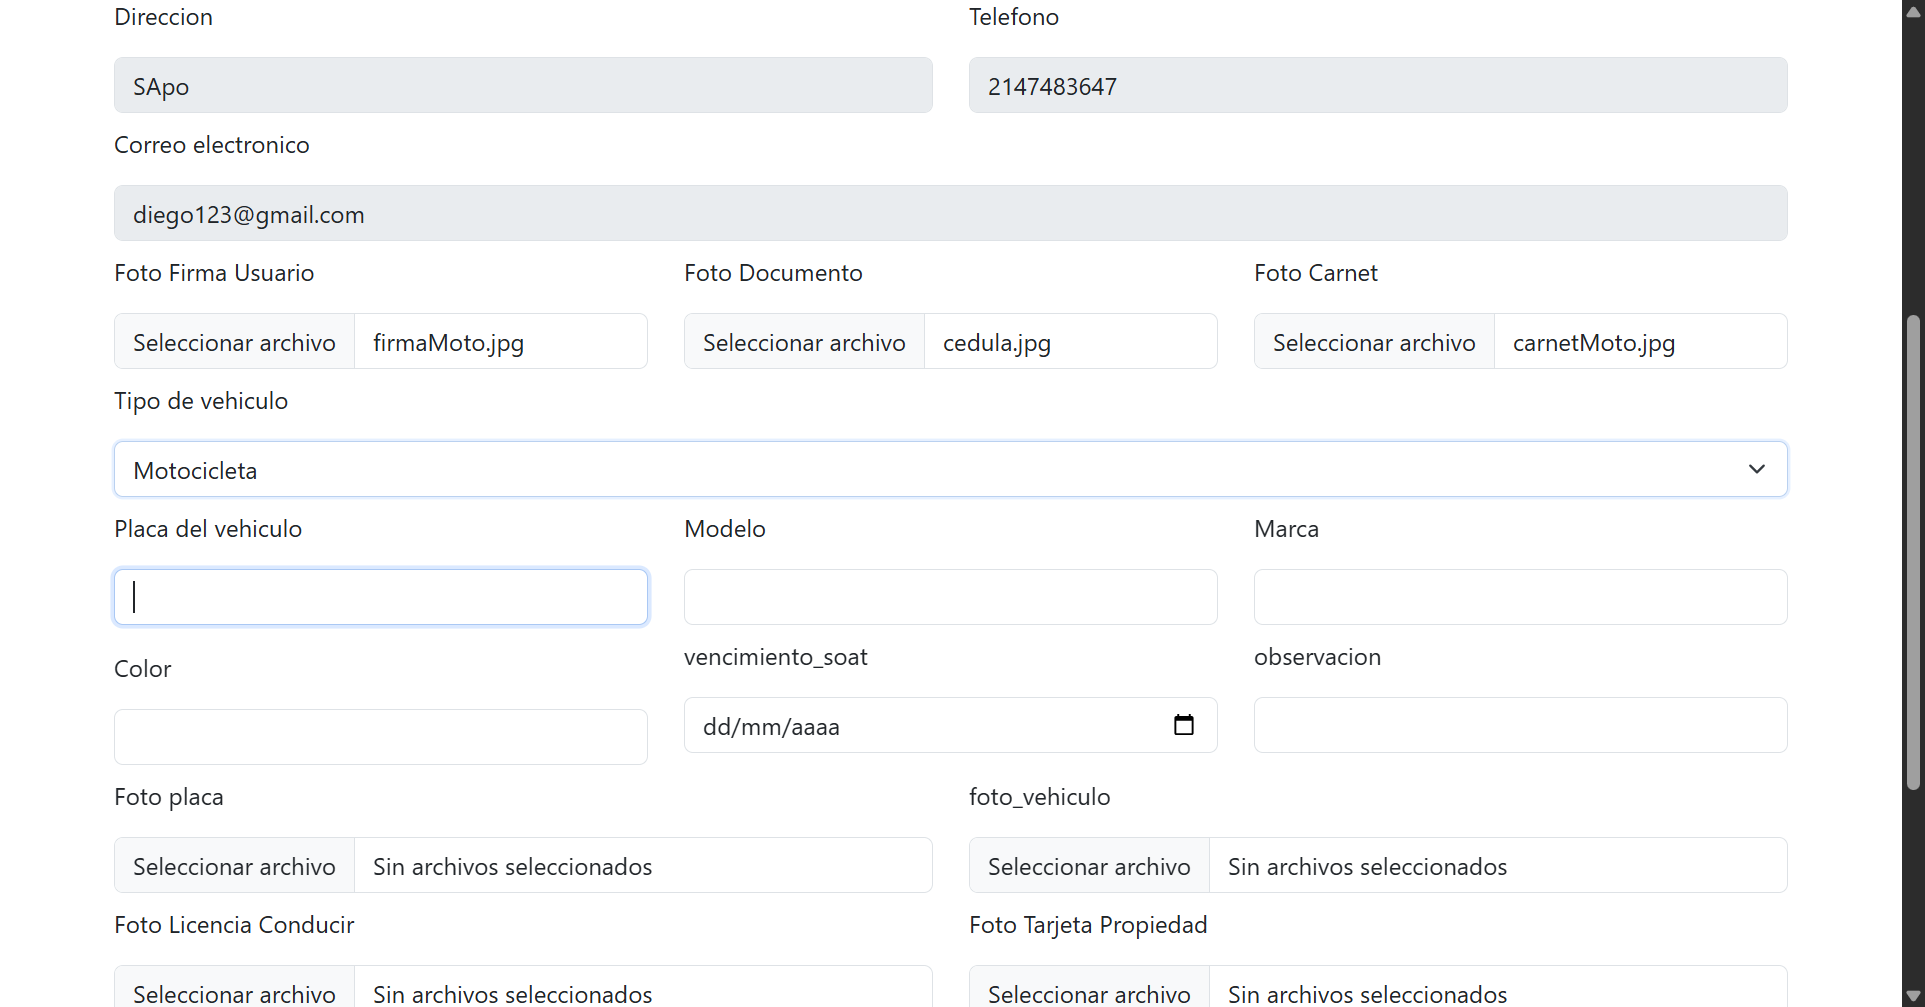 Direccion
Telefono
SApo
2147483647
Correo electronico
diego123@gmail.com
Foto Firma Usuario
Foto Documento
Foto Carnet
Seleccionar archivo firmaMoto.jpg
Seleccionar archivo cedula.jpg
Seleccionar archivo carnetMoto.jpg
Tipo de vehiculo
Motocicleta
Placa del vehiculo
Modelo
Marca
Color
vencimiento_soat
observacion
dd/mm/aaaa
Foto placa
foto_vehiculo
Seleccionar archivo Sin archivos seleccionados
Seleccionar archivo Sin archivos seleccionados
Foto Licencia Conducir
Foto Tarjeta Propiedad
Seleccionar archivo Sin archivos seleccionados
Seleccionar archivo Sin archivos seleccionados